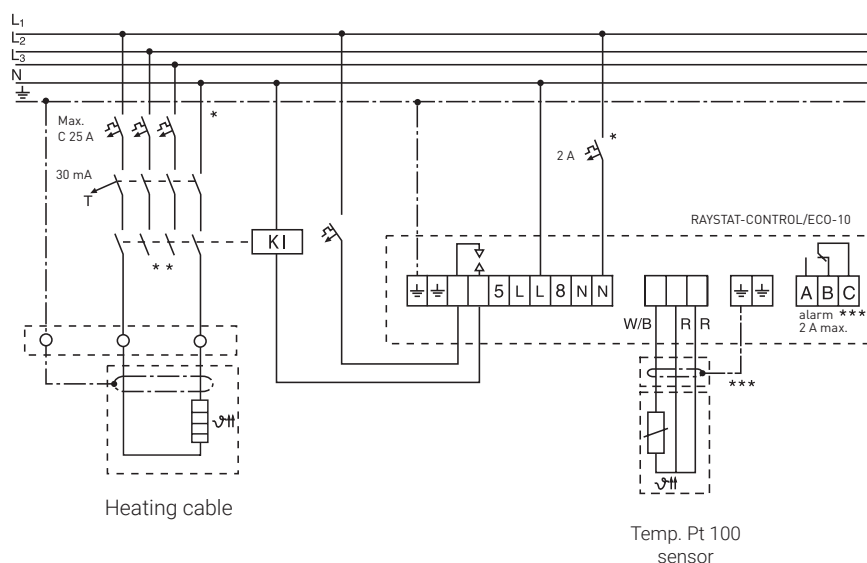 L1
L2
L3
N
*
Max.
C 25 A
2 A
*
30 mA
T
RAYSTAT-CONTROL/ECO-10
KI
* *
5 L L 8 N N
A B C
W/B R R
alarm ***
2 A max.
***
ϑ
ϑ
Heating cable
Temp. Pt 100
sensor